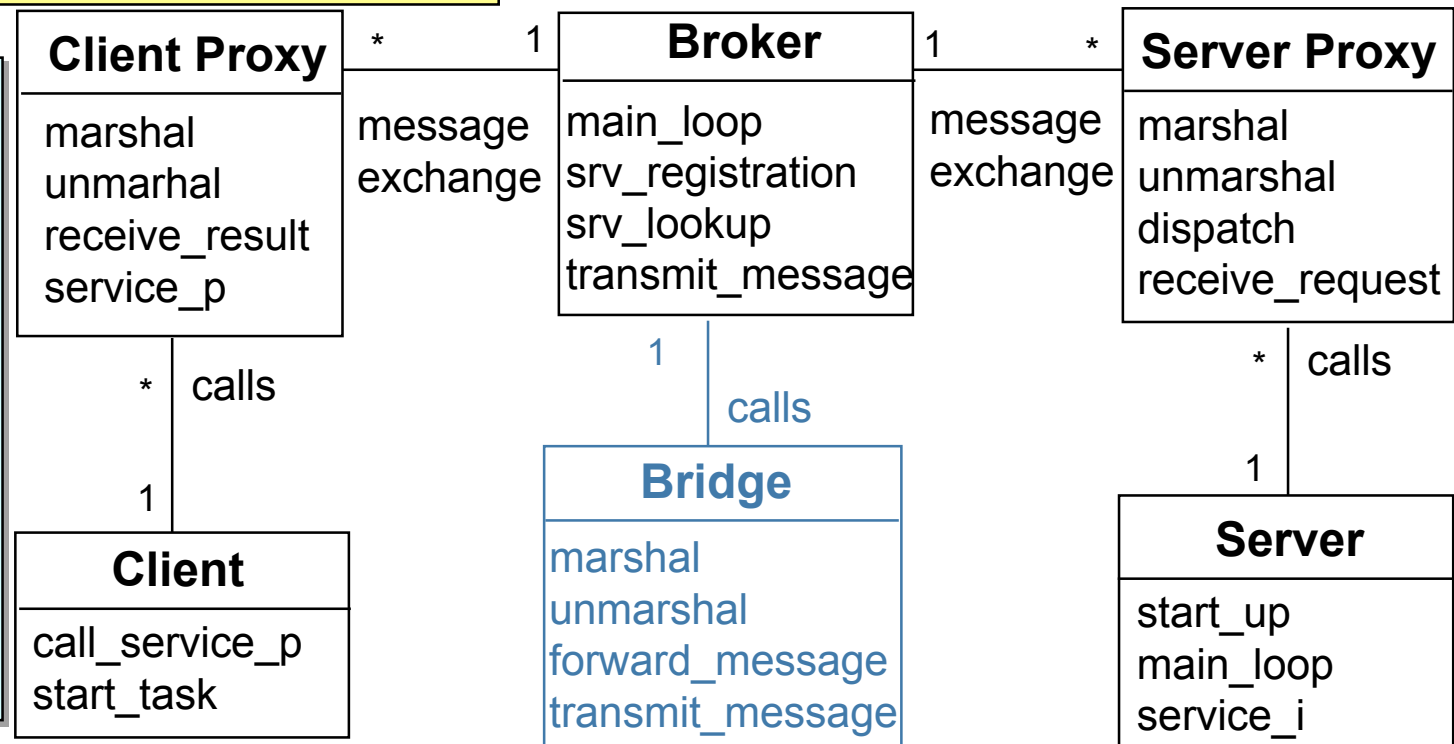 Client Proxy
marshal
unmarhal
receive_result
service_p
* 1
message
exchange
Broker
main_loop
srv_registration
srv_lookup
transmit_message
1 *
message
exchange
Server Proxy
marshal
unmarshal
dispatch
receive_request
* calls
1
Client
call_service_p
start_task
1
calls
Bridge
marshal
unmarshal
forward_message
transmit_message
* calls
1
Server
start_up
main_loop
service_i